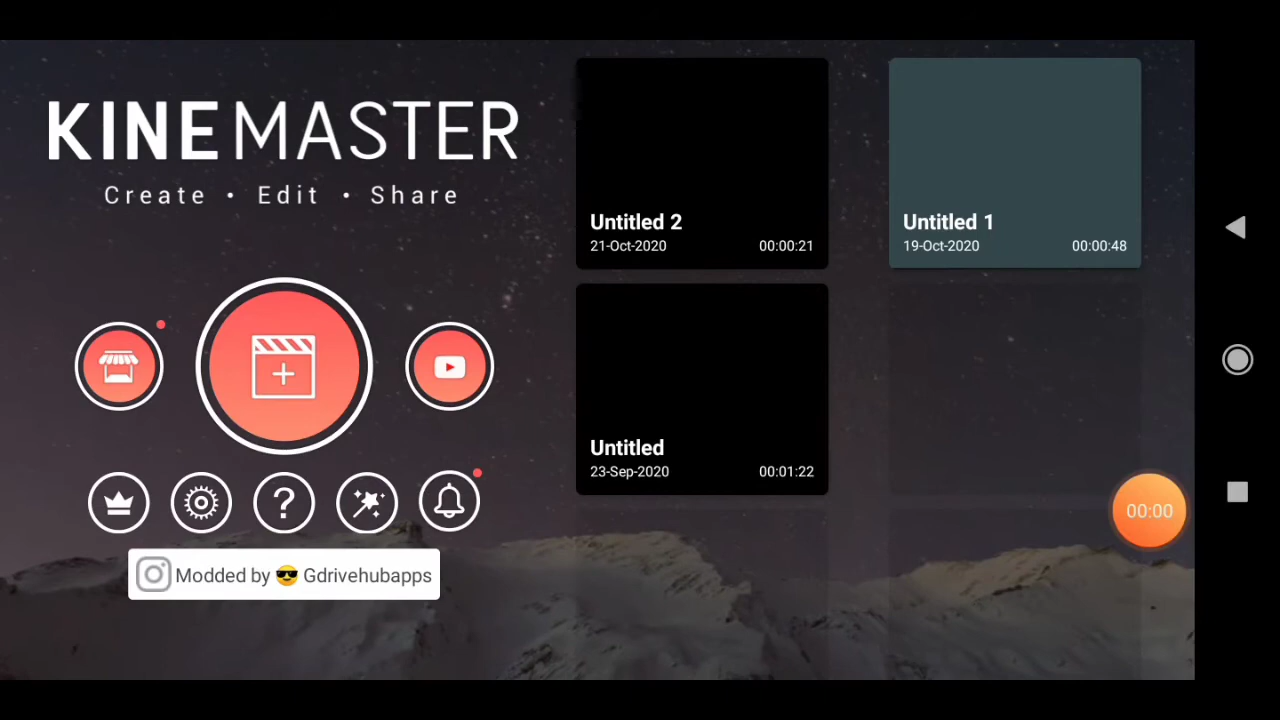 KINEMASTER
Create • Edit • Share
Modded by 😎 Gdrivehubapps
Untitled 2
21-Oct-2020 00:00:21
Untitled 1
19-Oct-2020 00:00:48
Untitled
23-Sep-2020 00:01:22
00:00